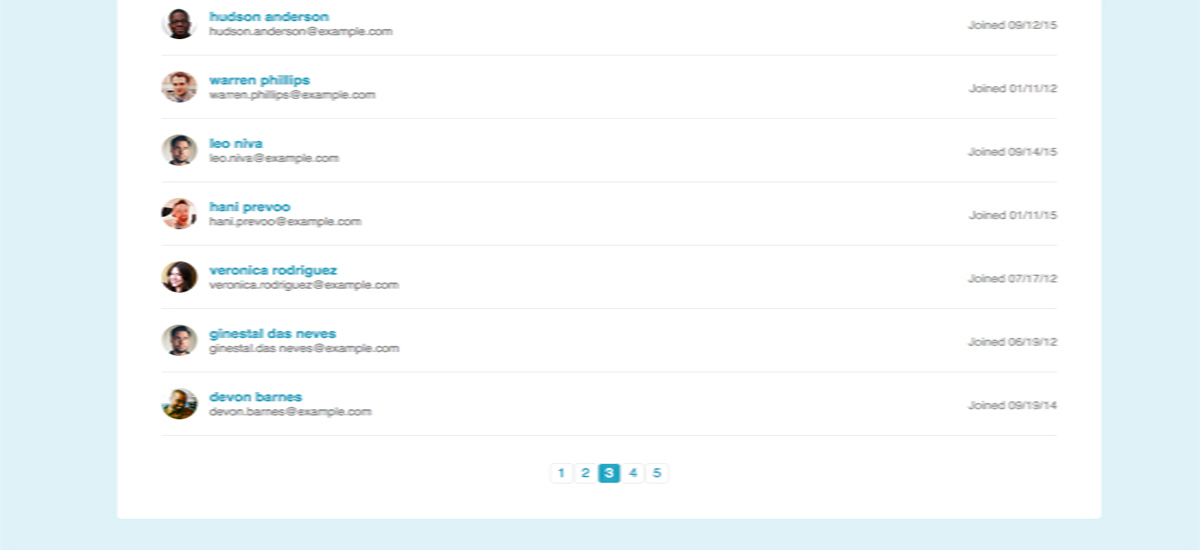 hudson anderson
hudson.anderson@example.com
Joined 09/12/15
warren phillips
warren.phillips@example.com
Joined 01/11/12
leo niva
leo.niva@example.com
Joined 09/14/15
hani prevoo
hani.prevoo@example.com
Joined 01/11/15
veronica rodriguez
veronica.rodriguez@example.com
Joined 07/17/12
ginestal das neves
ginestal.das neves@example.com
Joined 06/19/12
devon barnes
devon.barnes@example.com
Joined 09/19/14
1 2 3 4 5